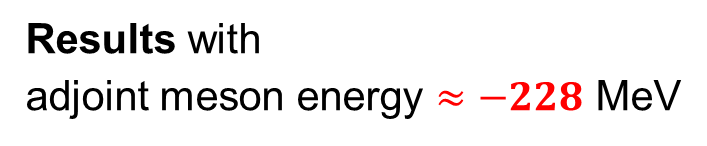 Results with
adjoint meson energy ≈ −228 MeV